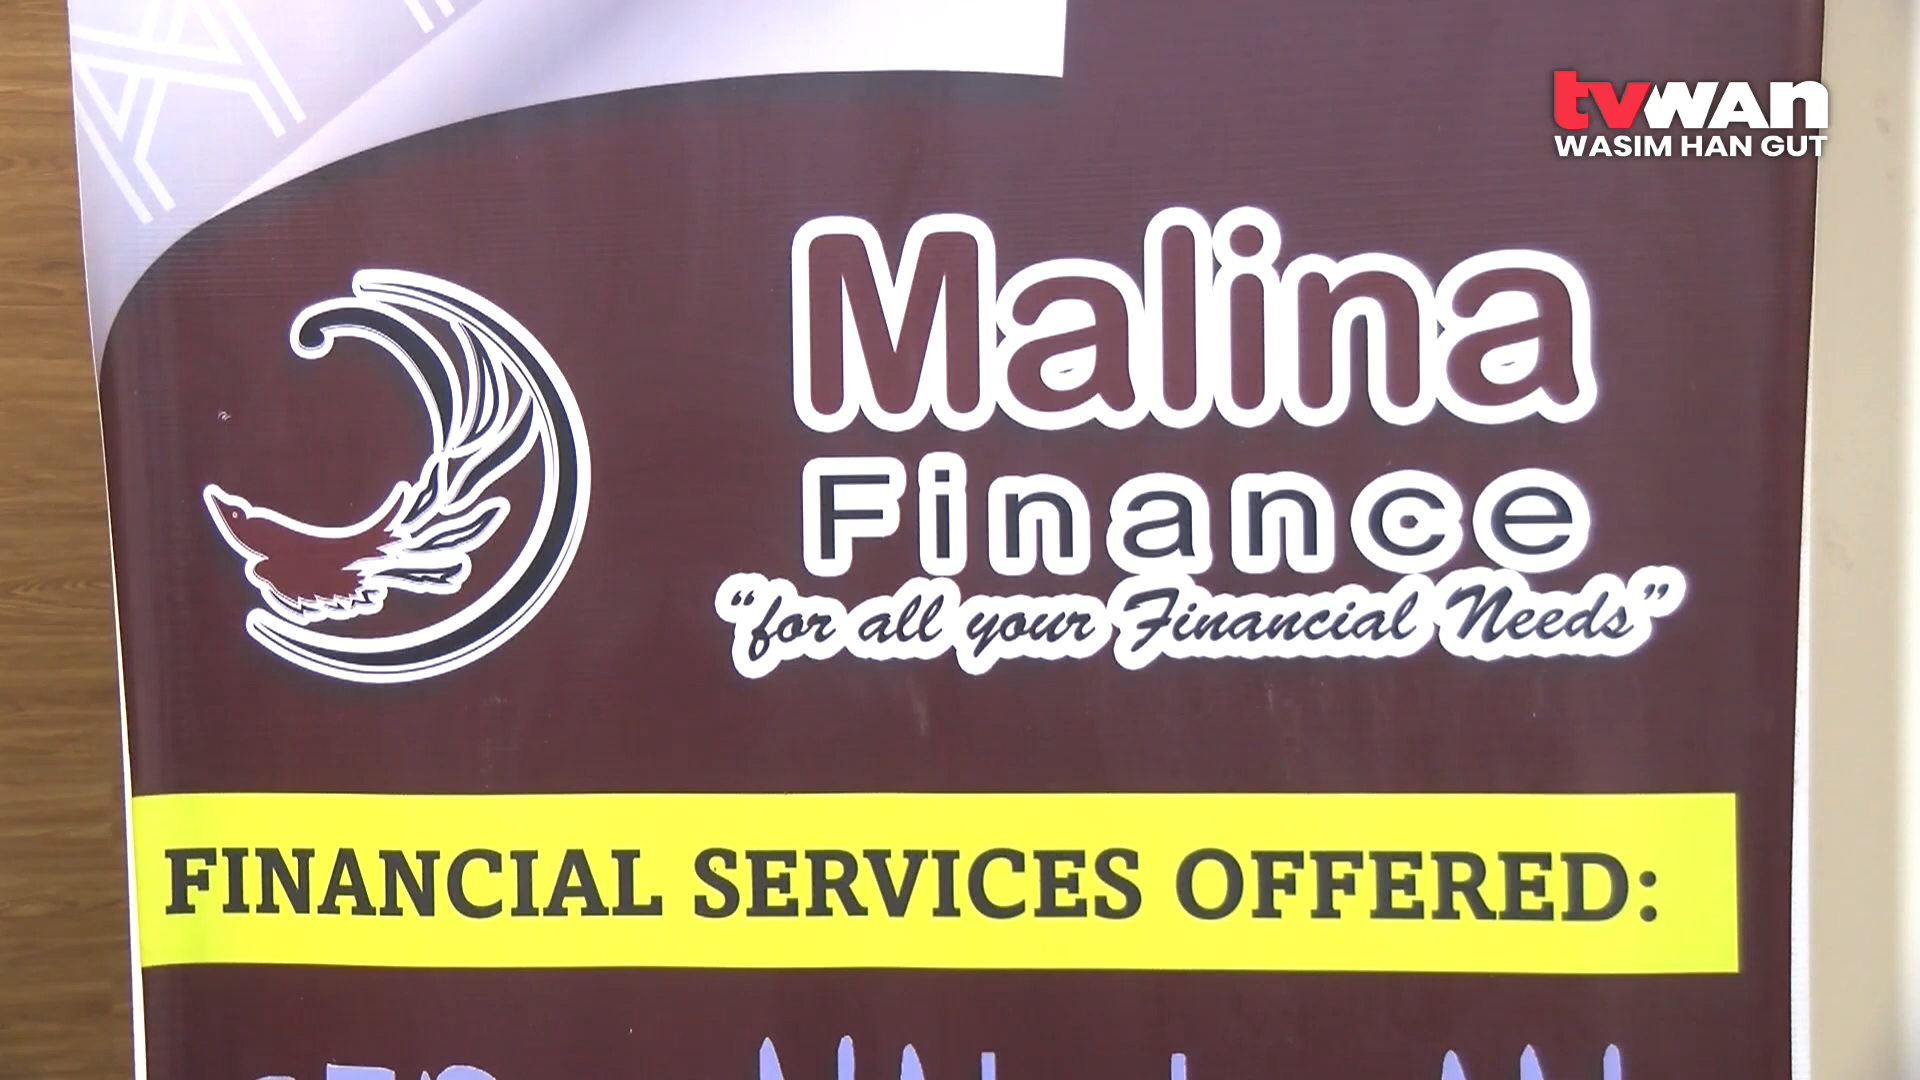 tvwan
WASIM HAN GUT
Malina
Finance
“for all your Financial Needs”
FINANCIAL SERVICES OFFERED: